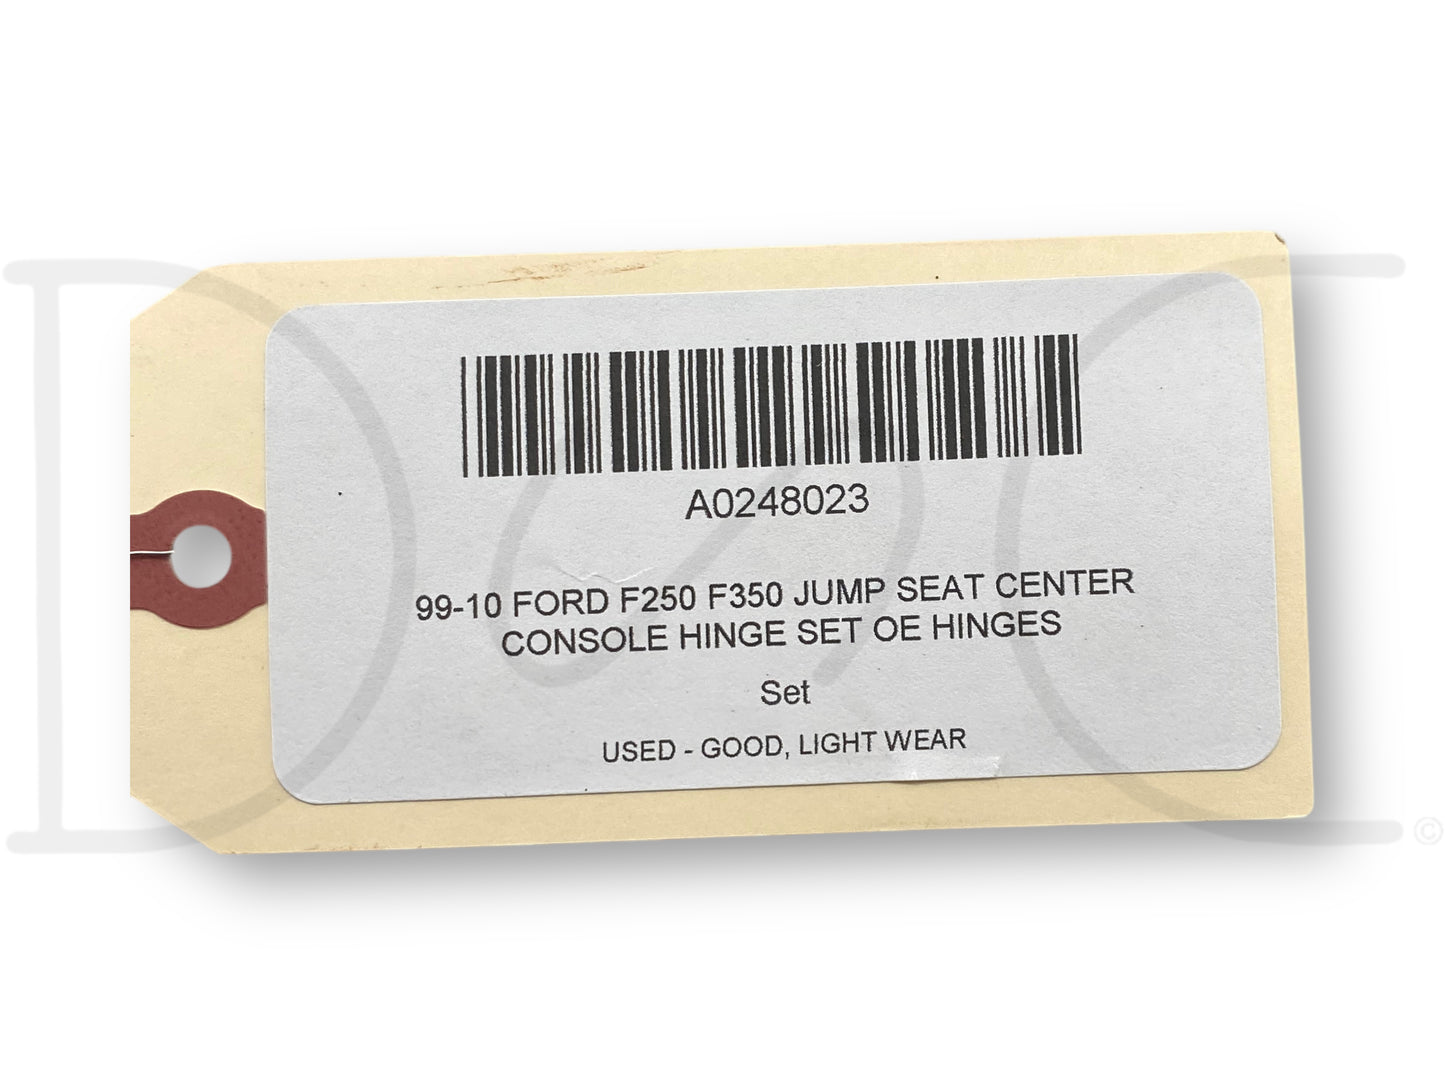 A0248023
99-10 FORD F250 F350 JUMP SEAT CENTER
CONSOLE HINGE SET OE HINGES
Set
USED - GOOD, LIGHT WEAR
©